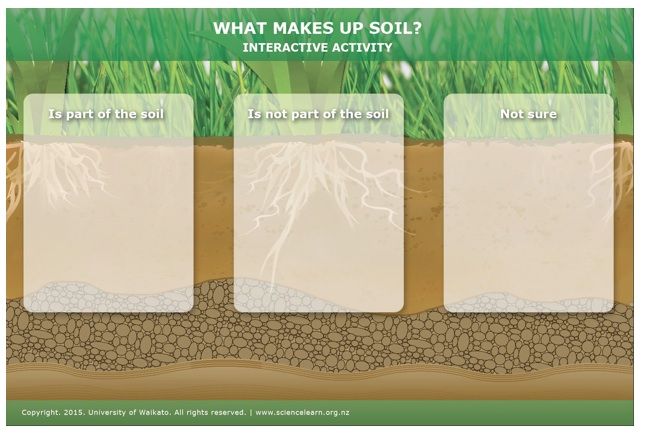 WHAT MAKES UP SOIL?
INTERACTIVE ACTIVITY
Is part of the soil
Is not part of the soil
Not sure
Copyright. 2015. University of Waikato. All rights reserved. | www.sciencelearn.org.nz